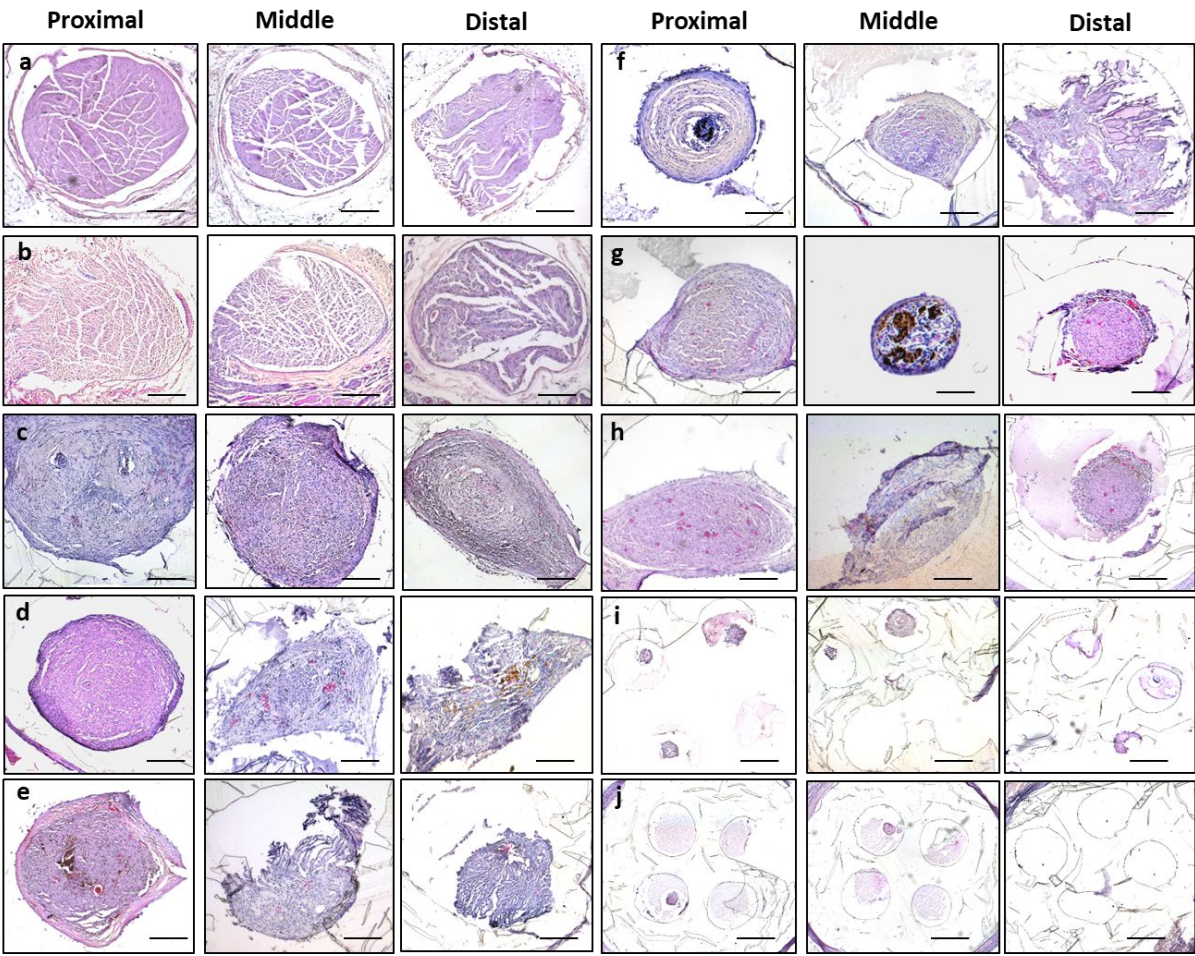 Proximal Middle Distal Proximal Middle Distal
a f
b g
c h
d i
e j